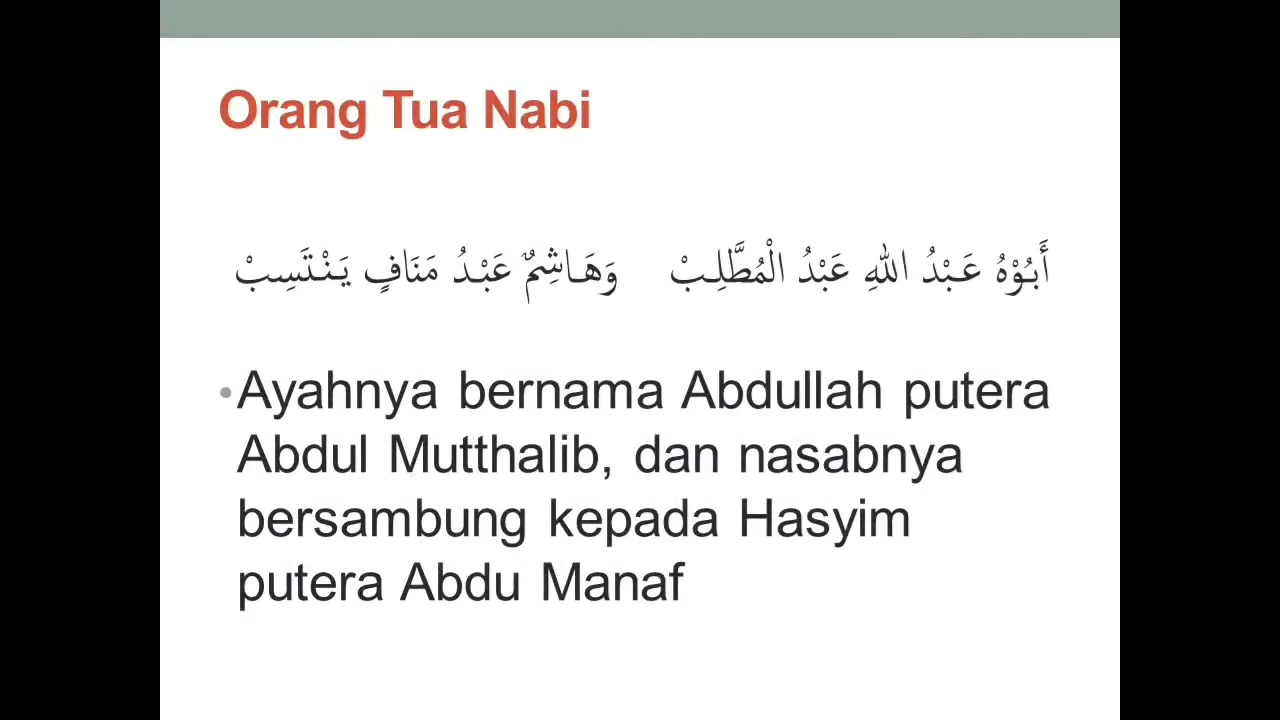 Orang Tua Nabi
أَبُوْهُ عَبْدُ اللهِ عَبْدُ الْمُطَّلِبْ وَهَاشِمٌ عَبْدُ مَنَافٍ يَنْتَسِبْ
•Ayahnya bernama Abdullah putera
Abdul Mutthalib, dan nasabnya
bersambung kepada Hasyim
putera Abdu Manaf